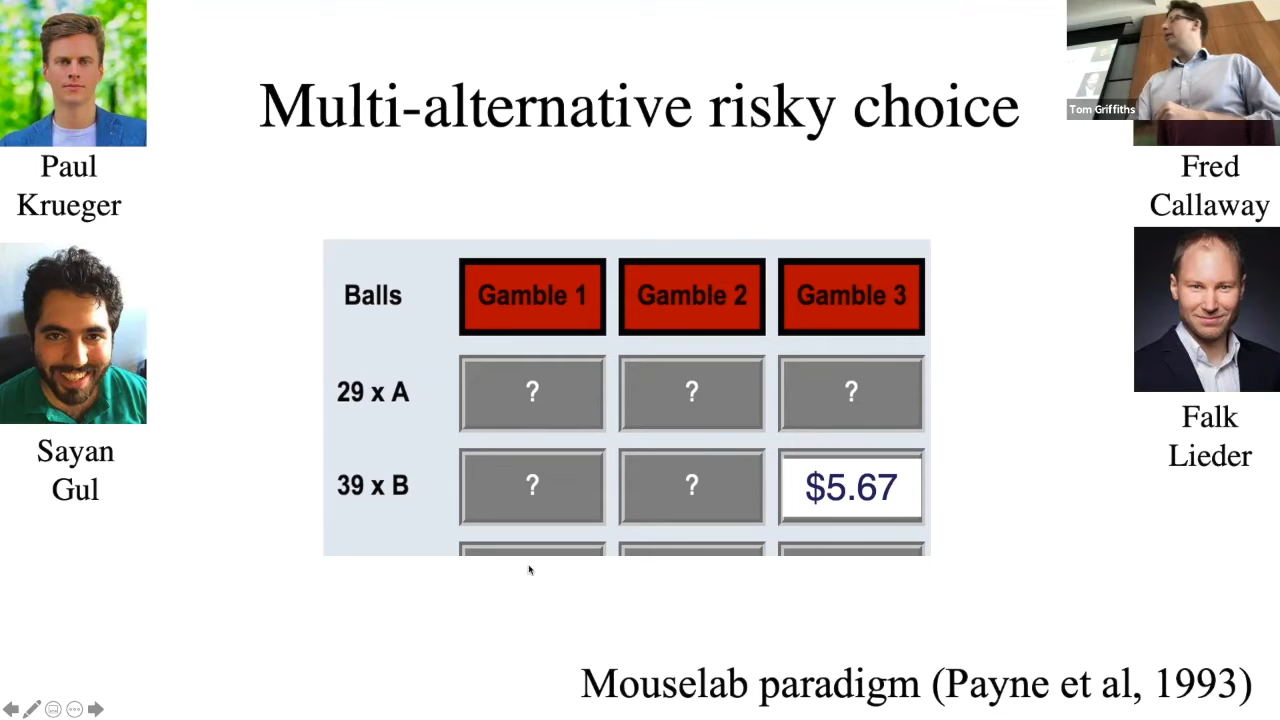 Multi-alternative risky choice
Tom Griffiths
Paul
Krueger
Fred
Callaway
Sayan
Gul
Falk
Lieder
Balls Gamble 1 Gamble 2 Gamble 3
29 x A ? ? ?
39 x B ? ? $5.67
Mouselab paradigm (Payne et al, 1993)